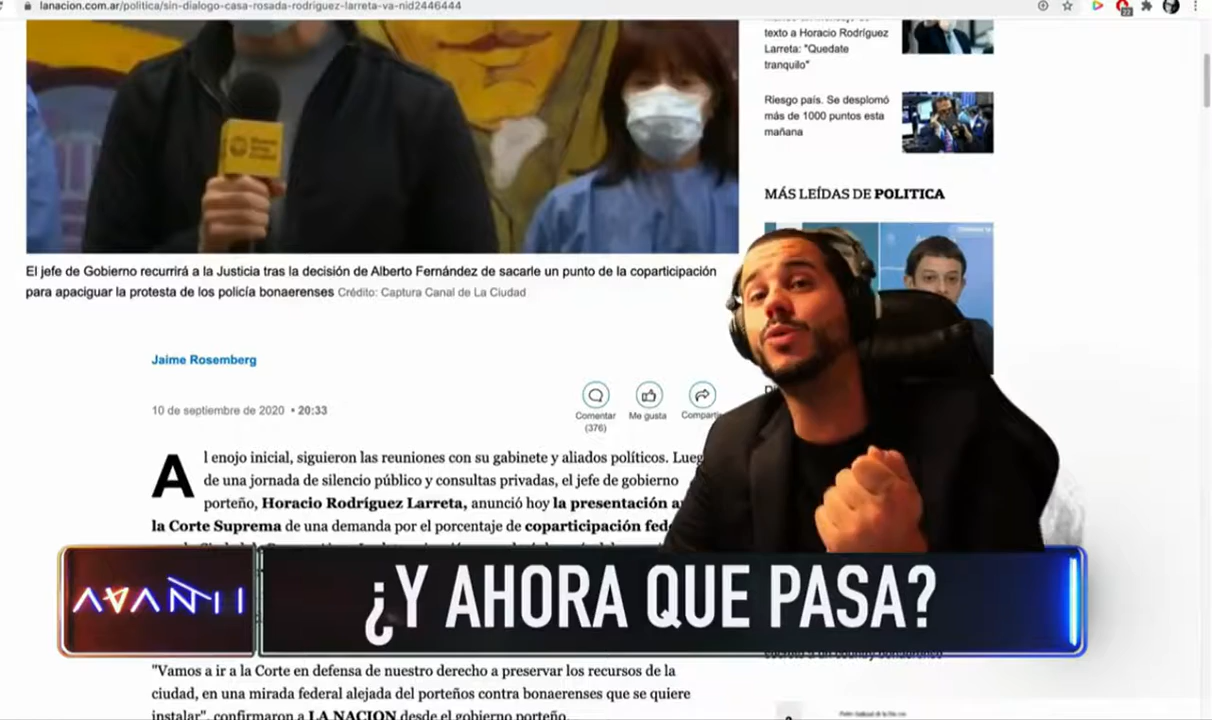 lanacion.com.ar/politica/sin-dialogo-casa-rosada-rodriguez-larreta-va-nid2446444
texto a Horacio Rodríguez
Larreta: "Quedate
tranquilo"
Riesgo país. Se desplomó
más de 1000 puntos esta
mañana
MÁS LEÍDAS DE POLITICA
El jefe de Gobierno recurrirá a la Justicia tras la decisión de Alberto Fernández de sacarle un punto de la coparticipación
para apaciguar la protesta de los policía bonaerenses Crédito: Captura Canal de La Ciudad
Jaime Rosemberg
10 de septiembre de 2020 • 20:33
Comentar
(376)
Me gusta
Compartir
Al enojo inicial, siguieron las reuniones con su gabinete y aliados políticos. Lueg
de una jornada de silencio público y consultas privadas, el jefe de gobierno
porteño, Horacio Rodríguez Larreta, anunció hoy la presentación a
la Corte Suprema de una demanda por el porcentaje de coparticipación fede
¿Y AHORA QUE PASA?
"Vamos a ir a la Corte en defensa de nuestro derecho a preservar los recursos de la
ciudad, en una mirada federal alejada del porteños contra bonaerenses que se quiere
instalar", confirmaron a LA NACION desde el gobierno porteño.